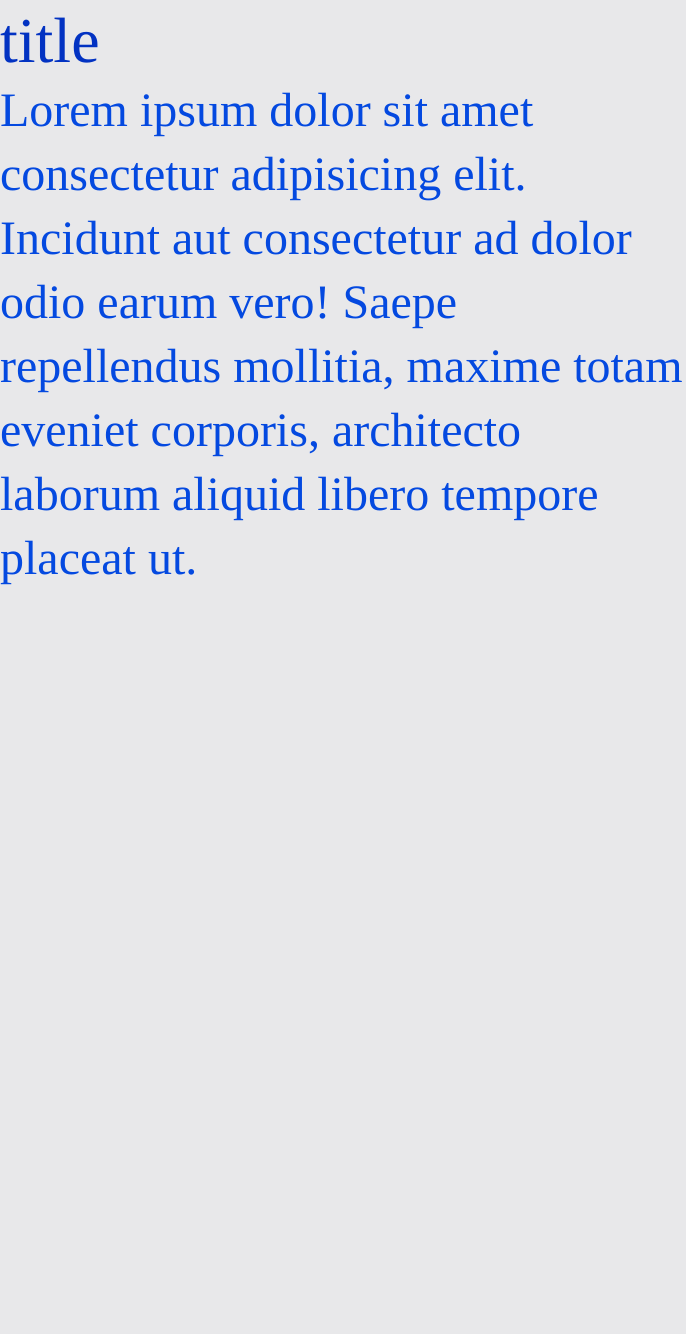 title
Lorem ipsum dolor sit amet
consectetur adipisicing elit.
Incidunt aut consectetur ad dolor
odio earum vero! Saepe
repellendus mollitia, maxime totam
eveniet corporis, architecto
laborum aliquid libero tempore
placeat ut.